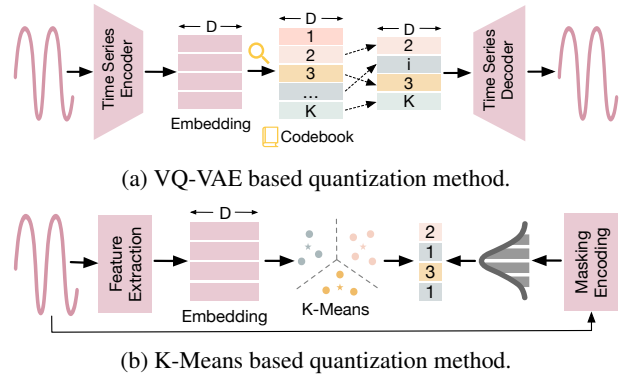 D
D
D
Time Series Encoder
1
2
3
...
K
2
i
3
K
Time Series Decoder
Embedding
Codebook
(a) VQ-VAE based quantization method.
D
Feature Extraction
2
1
3
1
Masking Encoding
Embedding
K-Means
(b) K-Means based quantization method.